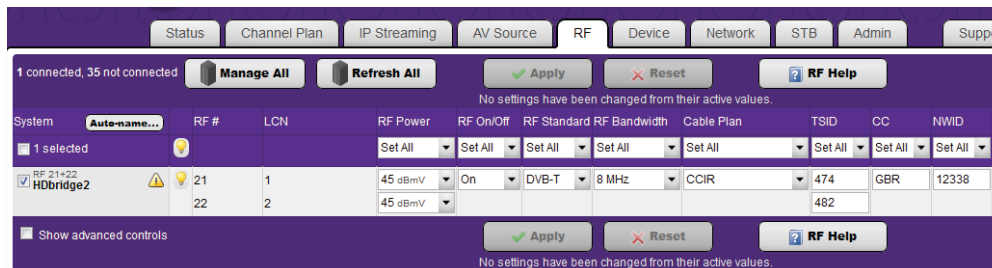 Status Channel Plan IP Streaming AV Source RF Device Network STB Admin Supp
1 connected, 35 not connected Manage All Refresh All Apply Reset RF Help
No settings have been changed from their active values.
System Auto-name... RF # LCN RF Power RF On/Off RF Standard RF Bandwidth Cable Plan TSID CC NWID
1 selected Set All Set All Set All Set All Set All Set All Set All Set All
RF 21+22
HDbridge2 21 1 45 dBmV On DVB-T 8 MHz CCIR 474 GBR 12338
22 2 45 dBmV 482
Show advanced controls Apply Reset RF Help
No settings have been changed from their active values.